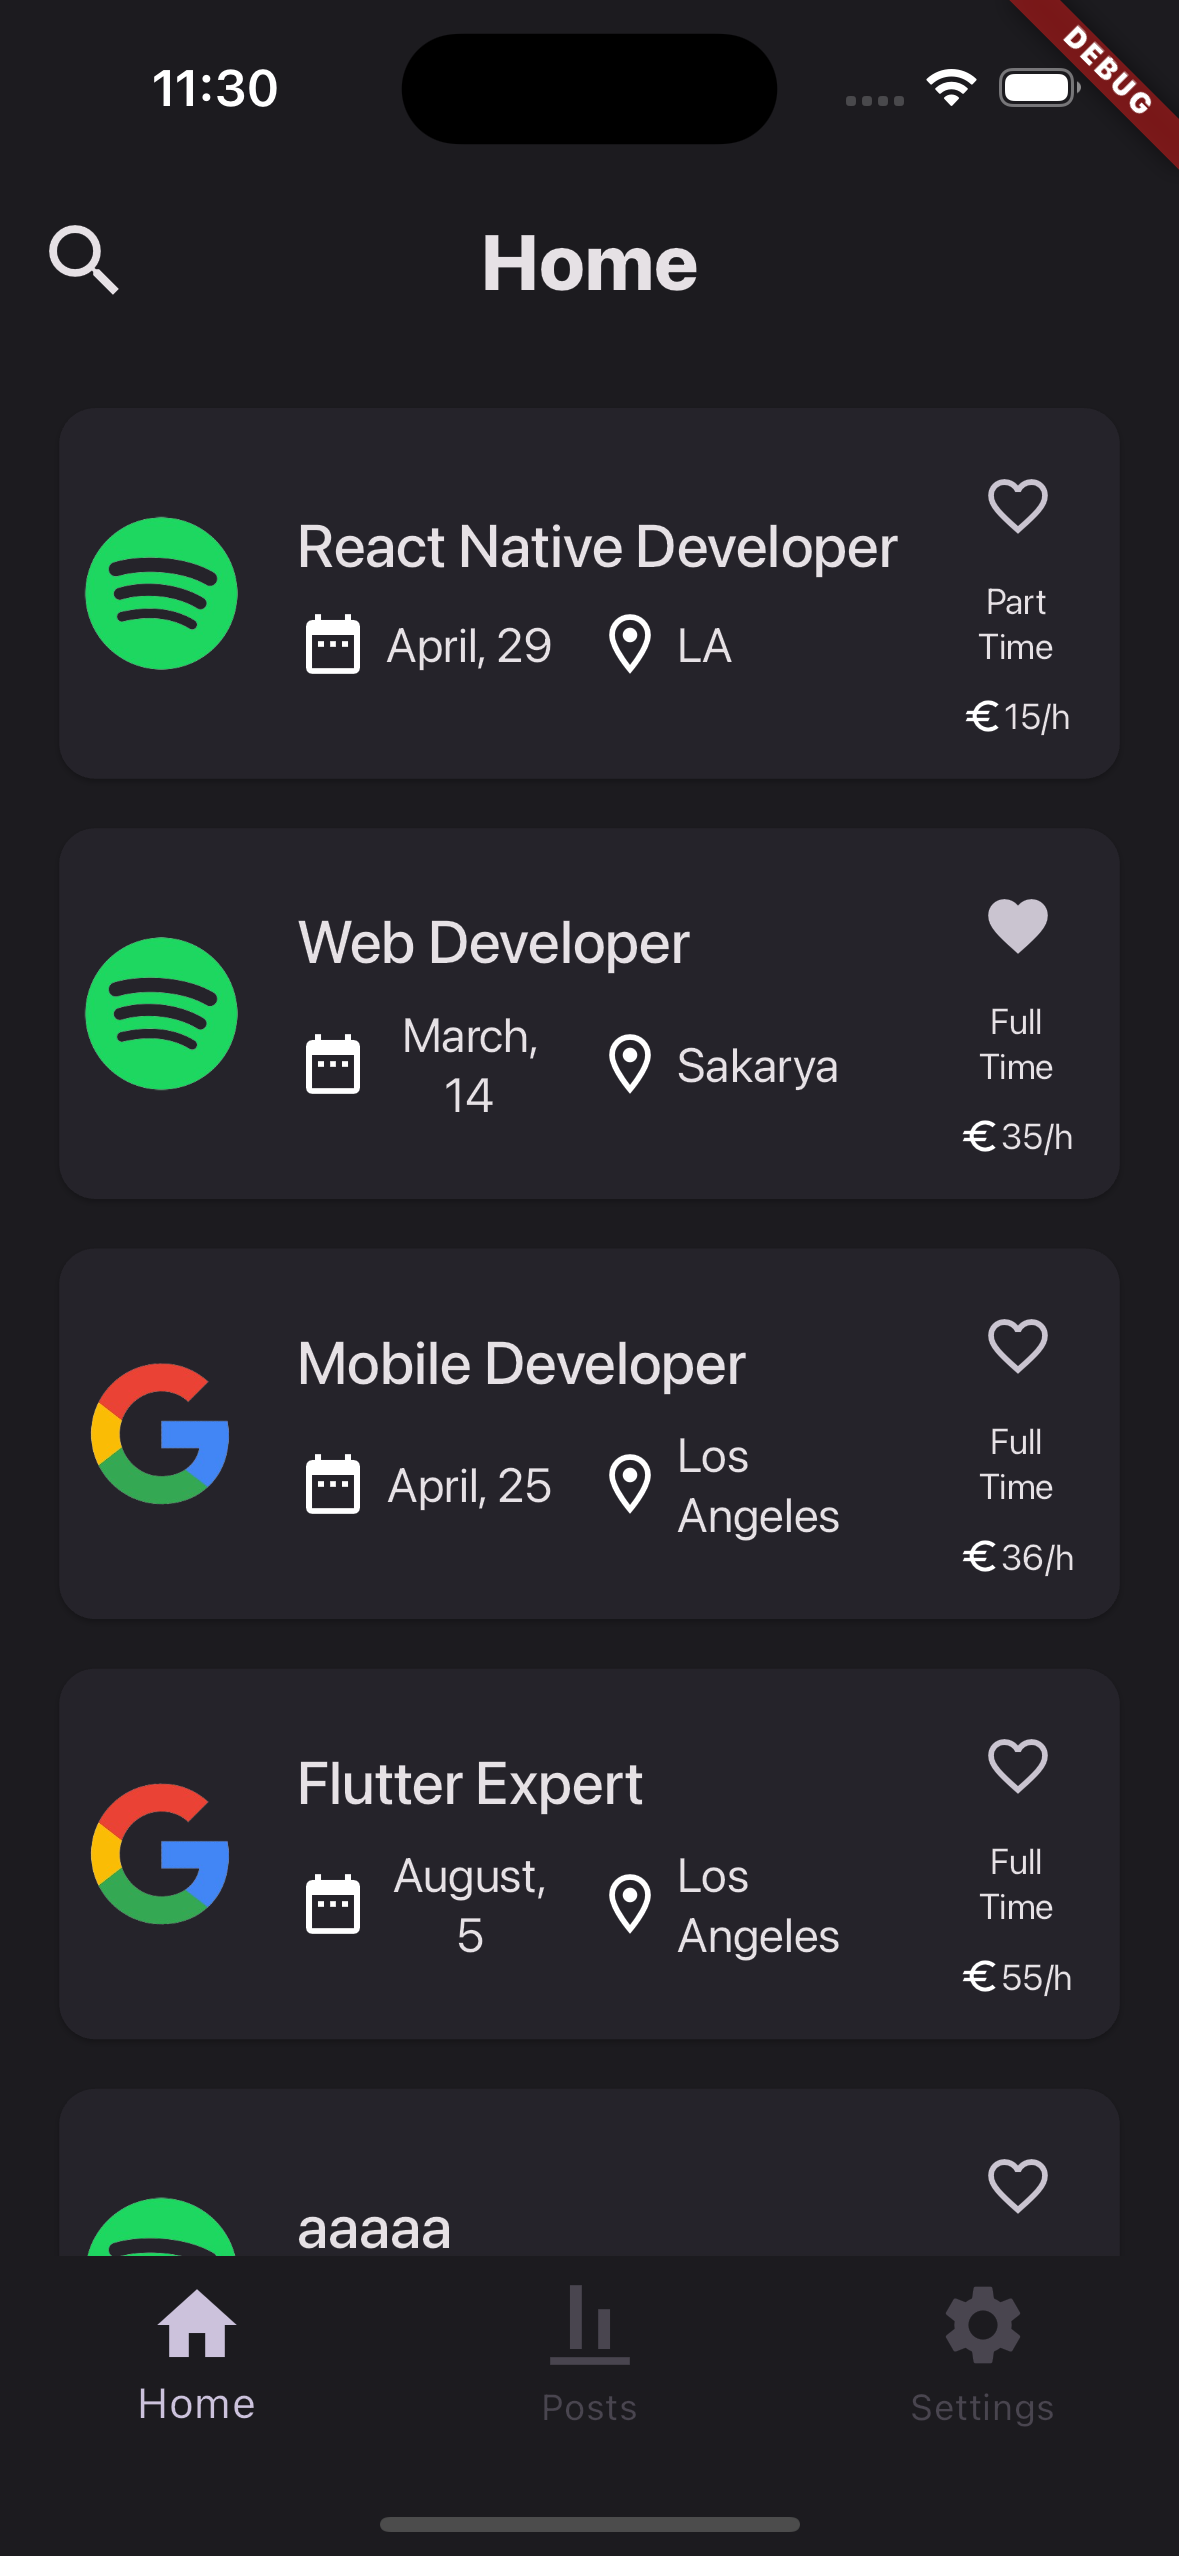 11:30
DEBUG
Home
React Native Developer
April, 29
LA
Part
Time
€15/h
Web Developer
March,
14
Sakarya
Full
Time
€35/h
Mobile Developer
April, 25
Los
Angeles
Full
Time
€36/h
Flutter Expert
August,
5
Los
Angeles
Full
Time
€55/h
aaaaa
Home
Posts
Settings